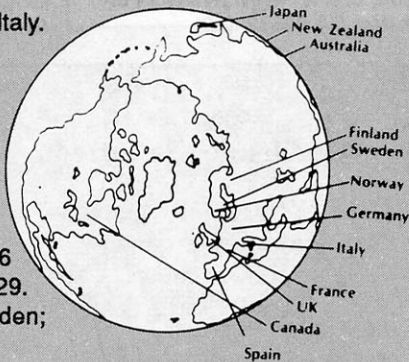 Italy.
Japan
New Zealand
Australia
Finland
Sweden
Norway
Germany
Italy
6
29.
den;
France
UK
Canada
Spain